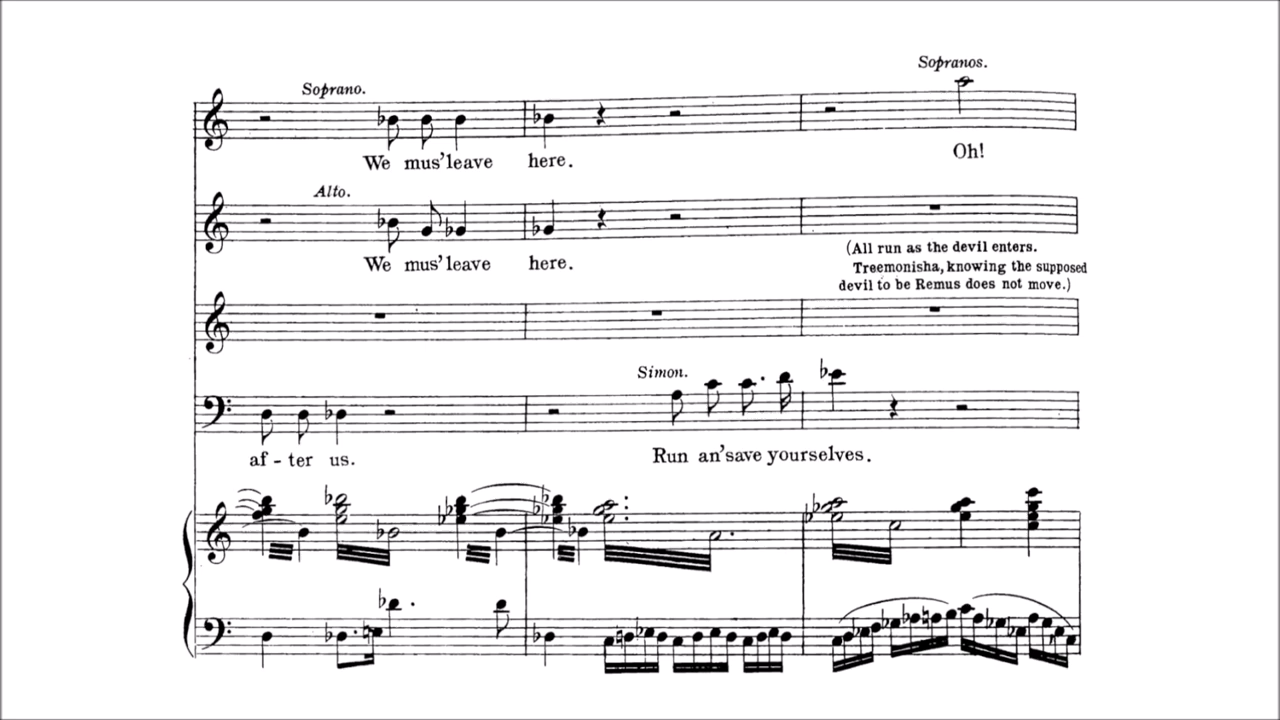 Sopranos.
Soprano.
Oh!
We mus' leave here.
Alto.
We mus' leave here.
(All run as the devil enters.
Treemonisha, knowing the supposed
devil to be Remus does not move.)
Simon.
af - ter us. Run an' save yourselves.